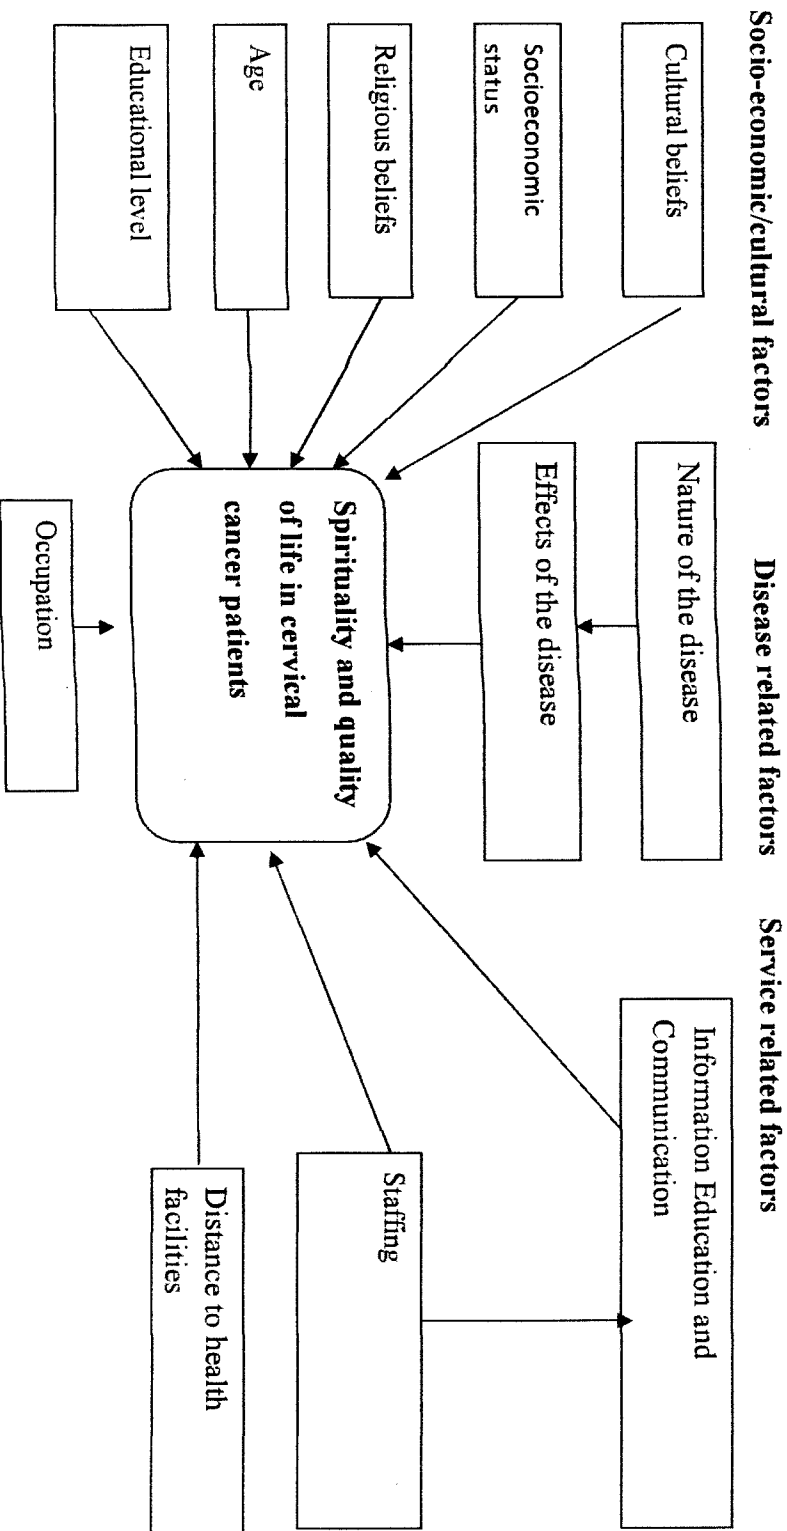 Socio-economic/cultural factors
Disease related factors
Service related factors
Cultural beliefs
Socioeconomic
status
Religious beliefs
Age
Educational level
Nature of the disease
Effects of the disease
Spirituality and quality
of life in cervical
cancer patients
Occupation
Information Education and
Communication
Staffing
Distance to health
facilities